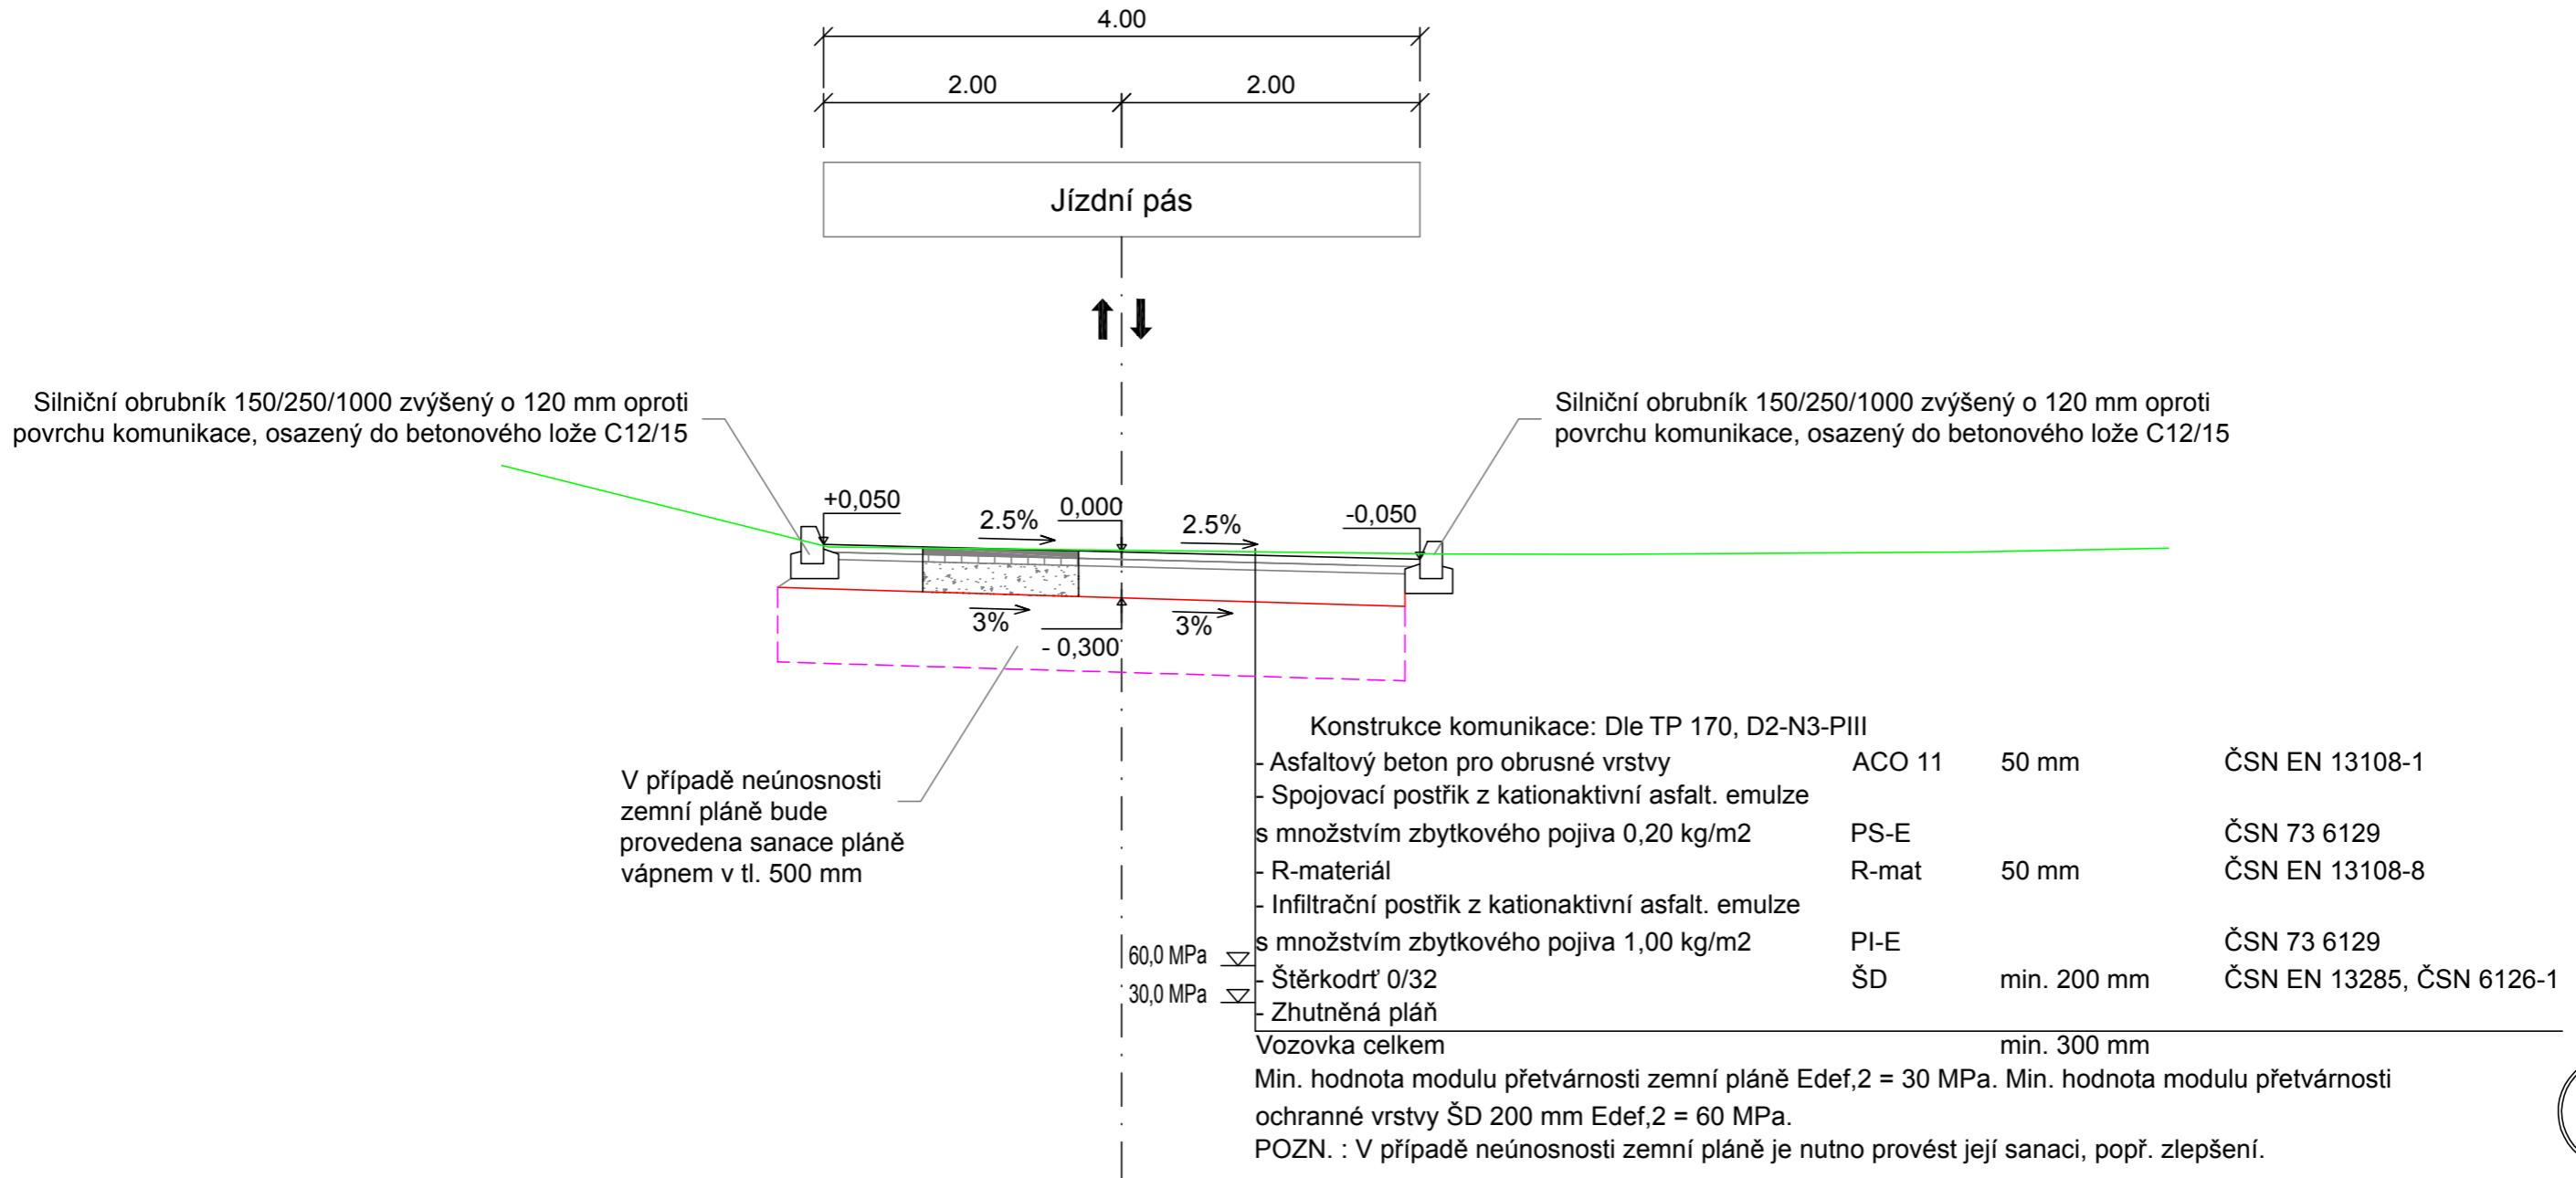 4.00
2.00
2.00
Jízdní pás
Silniční obrubník 150/250/1000 zvýšený o 120 mm oproti
povrchu komunikace, osazený do betonového lože C12/15
Silniční obrubník 150/250/1000 zvýšený o 120 mm oproti
povrchu komunikace, osazený do betonového lože C12/15
+0,050
2.5%
0,000
2.5%
-0,050
3%
- 0,300
3%
V případě neúnosnosti
zemní pláně bude
provedena sanace pláně
vápnem v tl. 500 mm
Konstrukce komunikace: Dle TP 170, D2-N3-PIII
- Asfaltový beton pro obrusné vrstvy ACO 11 50 mm ČSN EN 13108-1
- Spojovací postřik z kationaktivní asfalt. emulze
s množstvím zbytkového pojiva 0,20 kg/m2 PS-E ČSN 73 6129
- R-materiál R-mat 50 mm ČSN EN 13108-8
- Infiltrační postřik z kationaktivní asfalt. emulze
s množstvím zbytkového pojiva 1,00 kg/m2 PI-E ČSN 73 6129
60,0 MPa
- Štěrkodrť 0/32 ŠD min. 200 mm ČSN EN 13285, ČSN 6126-1
30,0 MPa
- Zhutněná pláň
Vozovka celkem min. 300 mm
Min. hodnota modulu přetvárnosti zemní pláně Edef,2 = 30 MPa. Min. hodnota modulu přetvárnosti
ochranné vrstvy ŠD 200 mm Edef,2 = 60 MPa.
POZN. : V případě neúnosnosti zemní pláně je nutno provést její sanaci, popř. zlepšení.